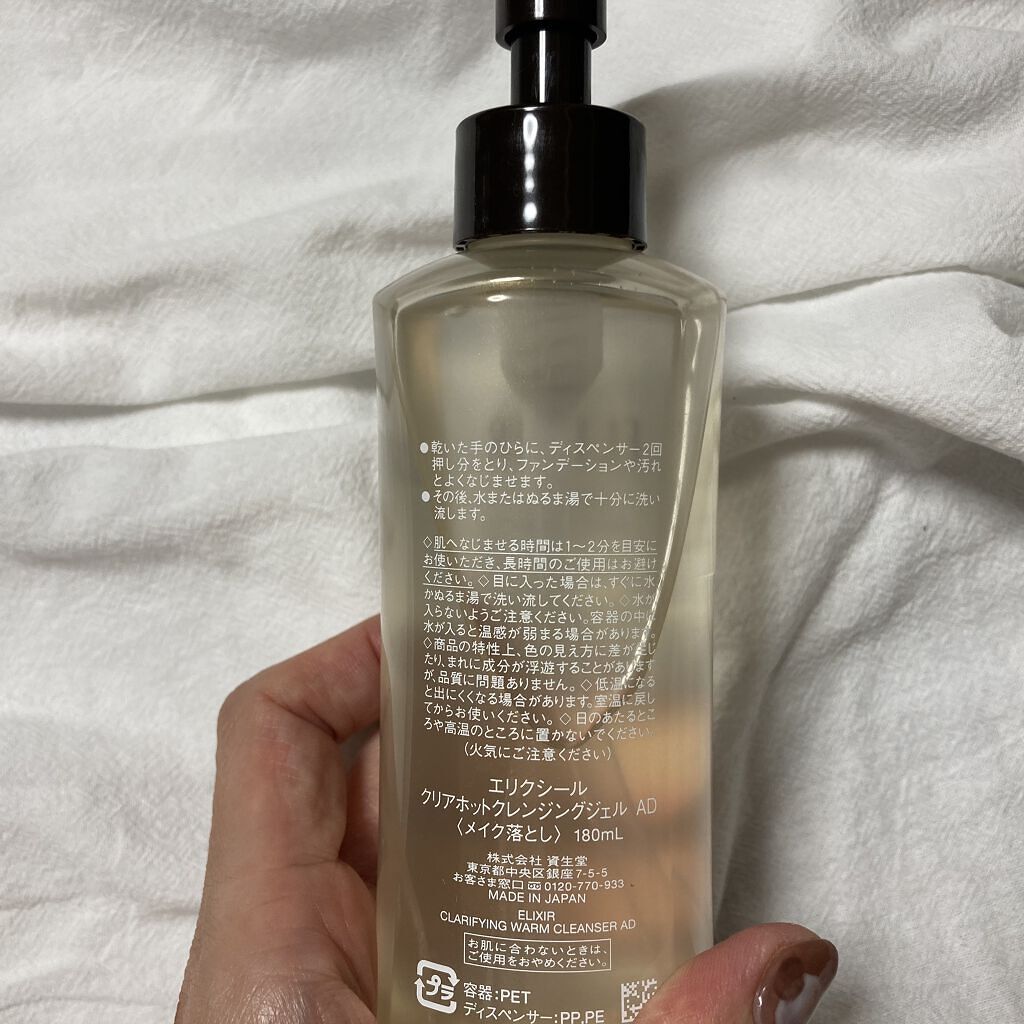 ●乾いた手のひらに、ディスペンサー2回
押し分をとり、ファンデーションや汚れ
とよくなじませます。
●その後、水またはぬるま湯で十分に洗い
流します。
◇肌へなじませる時間は1～2分を目安に
お使いいただき、長時間のご使用はお避け
ください。◇目に入った場合は、すぐに水
かぬるま湯で洗い流してください。◇水が
入らないようご注意ください。容器の中に
水が入ると温感が弱まる場合があります。
◇商品の特性上、色の見え方に差が生じ
たり、まれに成分が浮遊することがあります
が、品質に問題ありません。◇低温になる
と出にくくなる場合があります。室温に戻し
てからお使いください。◇日のあたるとこ
ろや高温のところに置かないでください。
（火気にご注意ください）
エリクシール
クリアホットクレンジングジェル AD
〈メイク落とし〉 180mL
株式会社 資生堂
東京都中央区銀座7-5-5
お客さま窓口 0120-770-933
MADE IN JAPAN
ELIXIR
CLARIFYING WARM CLEANSER AD
お肌に合わないときは、
ご使用をおやめください。
プラ 容器:PET
ディスペンサー:PP,PE